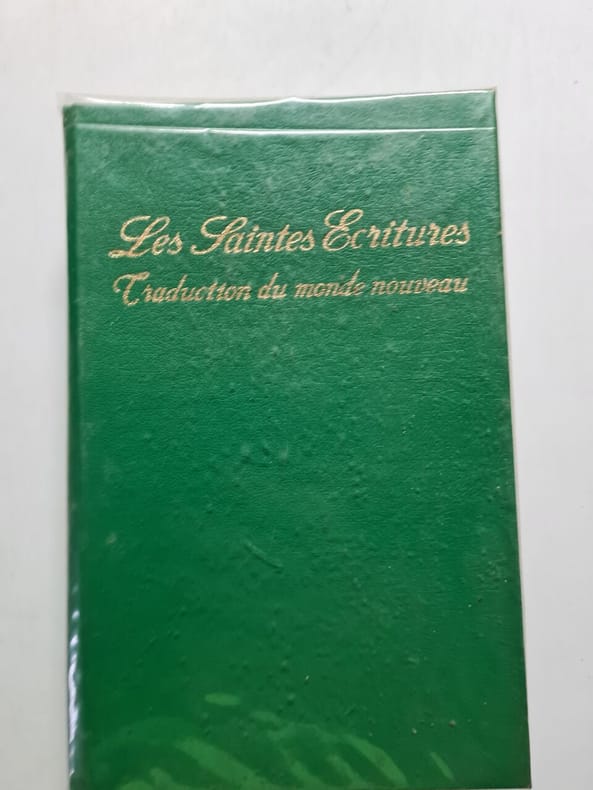 Les Saintes Ecritures
Traduction du monde nouveau